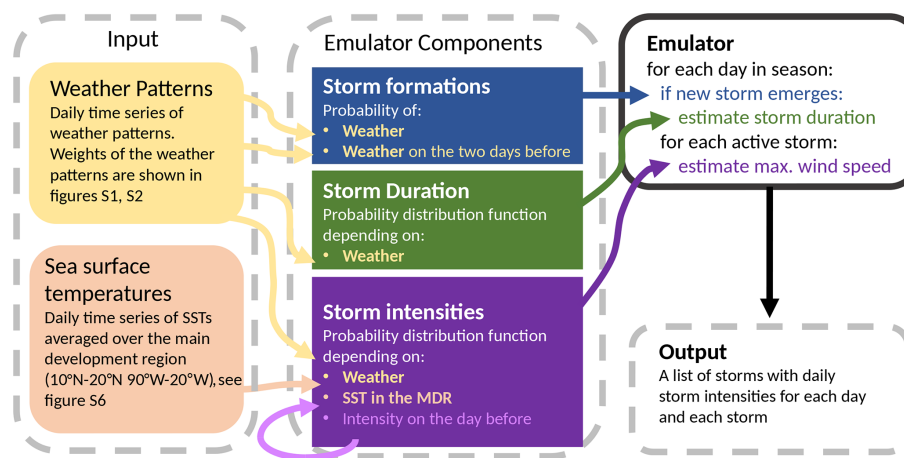 Input
Weather Patterns
Daily time series of
weather patterns.
Weights of the weather
patterns are shown in
figures S1, S2
Sea surface
temperatures
Daily time series of SSTs
averaged over the main
development region
(10°N-20°N 90°W-20°W), see
figure S6
Emulator Components
Storm formations
Probability of:
• Weather
• Weather on the two days before
Storm Duration
Probability distribution function
depending on:
• Weather
Storm intensities
Probability distribution function
depending on:
• Weather
• SST in the MDR
• Intensity on the day before
Emulator
for each day in season:
if new storm emerges:
estimate storm duration
for each active storm:
estimate max. wind speed
Output
A list of storms with daily
storm intensities for each day
and each storm